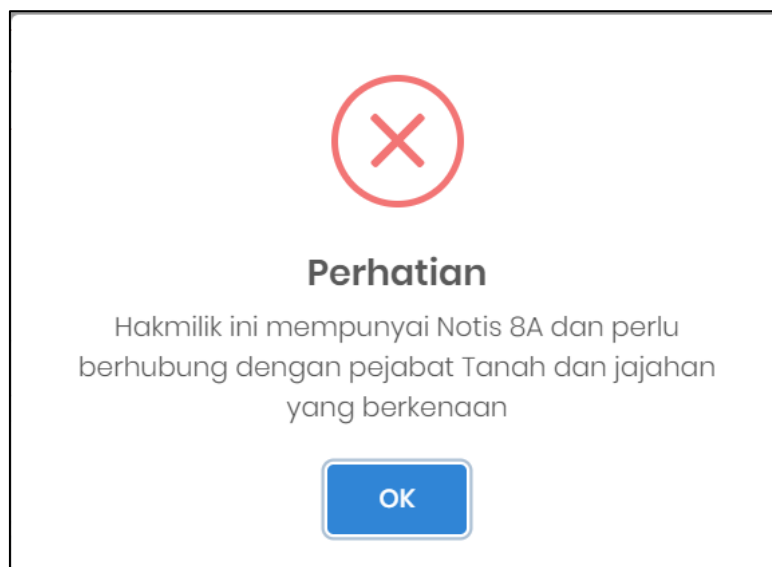 Perhatian
Hakmilik ini mempunyai Notis 8A dan perlu
berhubung dengan pejabat Tanah dan jajahan
yang berkenaan
OK